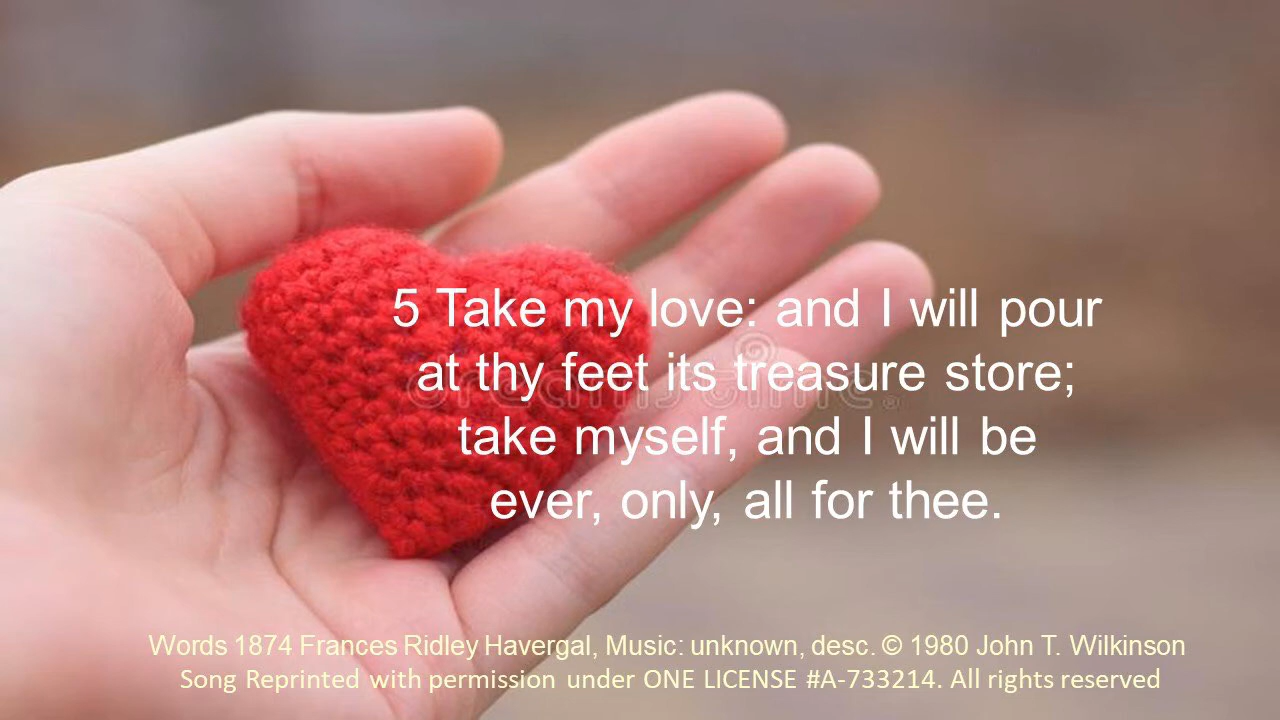 5 Take my love: and I will pour
at thy feet its treasure store;
take myself, and I will be
ever, only, all for thee.
dreamstime.
Words 1874 Frances Ridley Havergal, Music: unknown, desc. © 1980 John T. Wilkinson
Song Reprinted with permission under ONE LICENSE #A-733214. All rights reserved